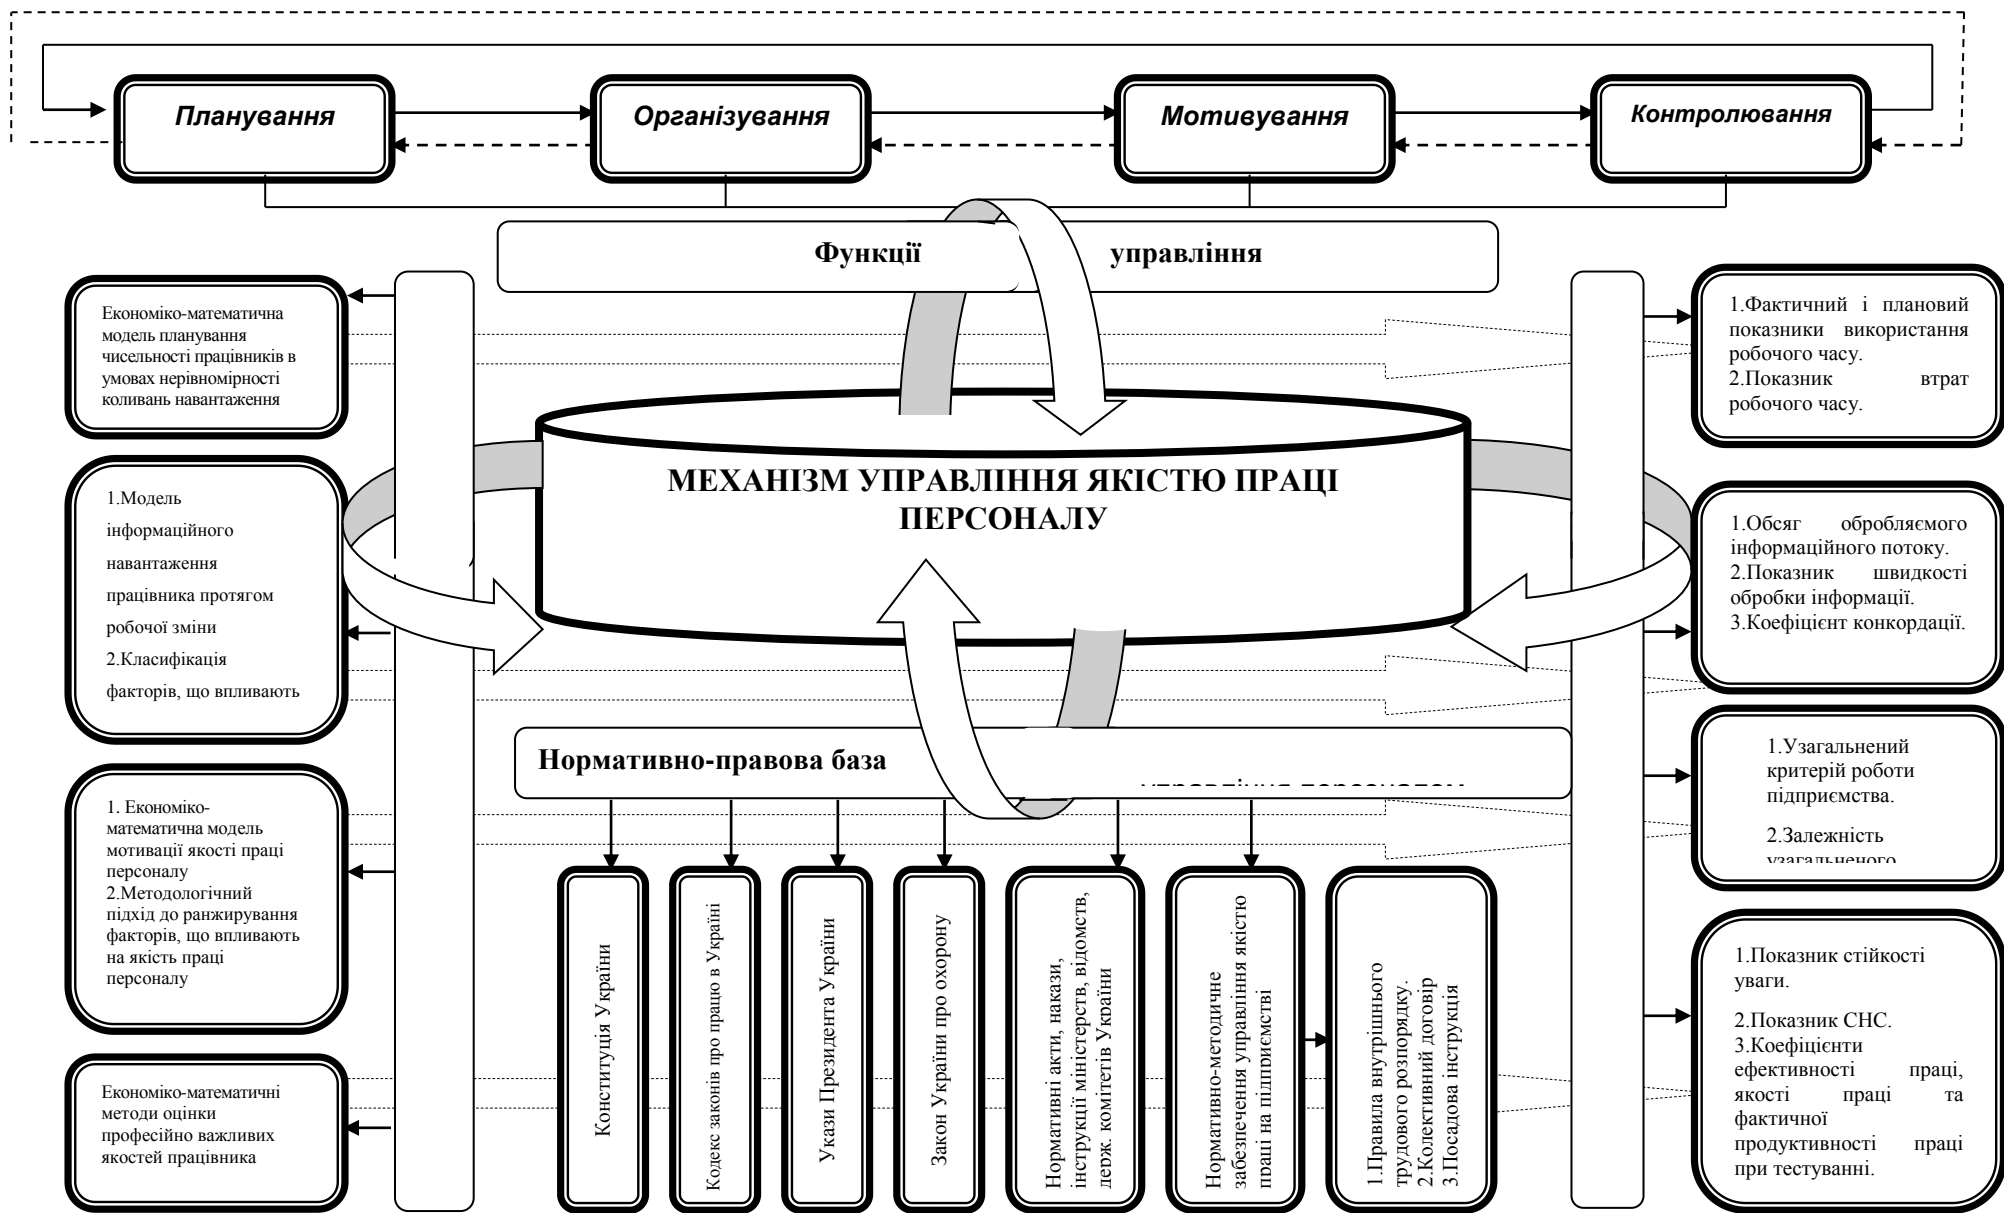 Планування
Організування
Мотивування
Контролювання
Функції управління
Економіко-математична
модель планування
чисельності працівників в
умовах нерівномірності
коливань навантаження
1.Модель
інформаційного
навантаження
працівника протягом
робочої зміни
2.Класифікація
факторів, що впливають
1. Економіко-
математична модель
мотивації якості праці
персоналу
2.Методологічний
підхід до ранжирування
факторів, що впливають
на якість праці
персоналу
Економіко-математичні
методи оцінки
професійно важливих
якостей працівника
МЕХАНІЗМ УПРАВЛІННЯ ЯКІСТЮ ПРАЦІ
ПЕРСОНАЛУ
Нормативно-правова база
управління персоналом
Конституція України
Кодекс законів про працю в Україні
Укази Президента України
Закон України про охорону
Нормативні акти, накази,
інструкції міністерств, відомств,
держ. комітетів України
Нормативно-методичне
забезпечення управління якістю
праці на підприємстві
1.Правила внутрішнього
трудового розпорядку.
2.Колективний договір
3.Посадова інструкція
1.Фактичний і плановий
показники використання
робочого часу.
2.Показник втрат
робочого часу.
1.Обсяг обробляємого
інформаційного потоку.
2.Показник швидкості
обробки інформації.
3.Коефіцієнт конкордації.
1.Узагальнений
критерій роботи
підприємства.
2.Залежність
узагальненого
1.Показник стійкості
уваги.
2.Показник СНС.
3.Коефіцієнти
ефективності праці,
якості праці та
фактичної
продуктивності праці
при тестуванні.